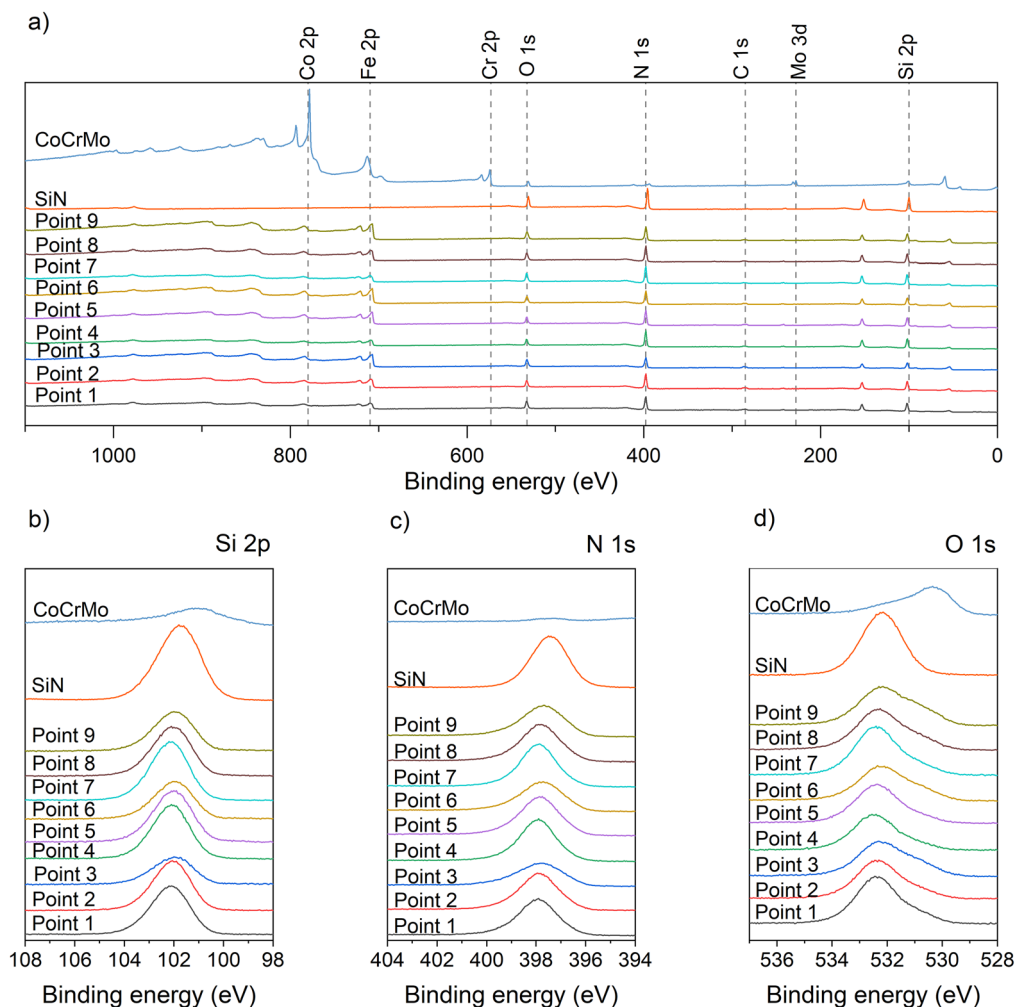 a)
Co 2p
Fe 2p
Cr 2p
O 1s
N 1s
C 1s
Mo 3d
Si 2p
CoCrMo
SiN
Point 9
Point 8
Point 7
Point 6
Point 5
Point 4
Point 3
Point 2
Point 1
1000 800 600 400 200 0
Binding energy (eV)
b)
Si 2p
CoCrMo
SiN
Point 9
Point 8
Point 7
Point 6
Point 5
Point 4
Point 3
Point 2
Point 1
108 106 104 102 100 98
Binding energy (eV)
c)
N 1s
CoCrMo
SiN
Point 9
Point 8
Point 7
Point 6
Point 5
Point 4
Point 3
Point 2
Point 1
404 402 400 398 396 394
Binding energy (eV)
d)
O 1s
CoCrMo
SiN
Point 9
Point 8
Point 7
Point 6
Point 5
Point 4
Point 3
Point 2
Point 1
536 534 532 530 528
Binding energy (eV)